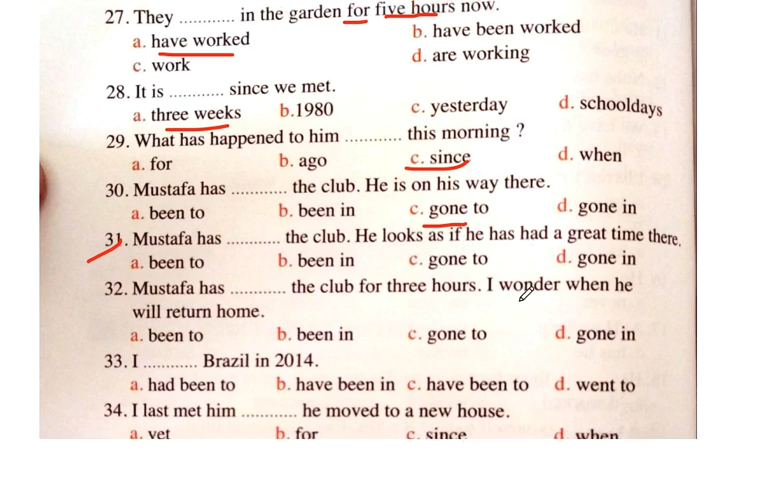 27. They ............ in the garden for five hours now.
a. have worked b. have been worked
c. work d. are working
28. It is ............ since we met.
a. three weeks b.1980 c. yesterday d. schooldays
29. What has happened to him ............ this morning ?
a. for b. ago c. since d. when
30. Mustafa has ............ the club. He is on his way there.
a. been to b. been in c. gone to d. gone in
31. Mustafa has ............ the club. He looks as if he has had a great time there.
a. been to b. been in c. gone to d. gone in
32. Mustafa has ............ the club for three hours. I wonder when he
will return home.
a. been to b. been in c. gone to d. gone in
33. I ............ Brazil in 2014.
a. had been to b. have been in c. have been to d. went to
34. I last met him ............ he moved to a new house.
a. yet b. for c. since d. when